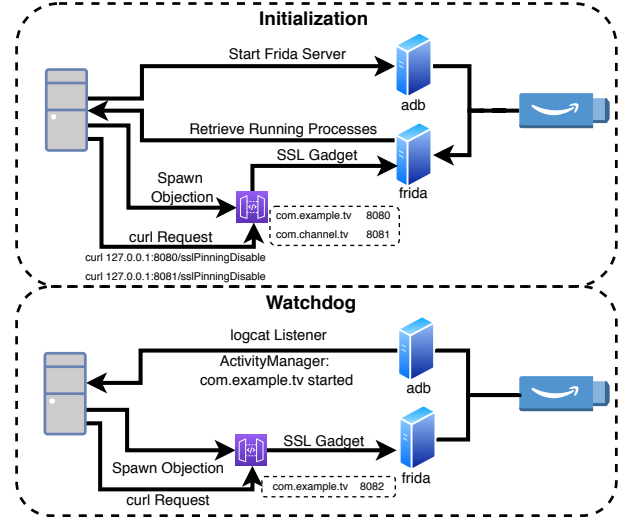 Initialization
Start Frida Server
adb
Retrieve Running Processes
SSL Gadget
frida
Spawn
Objection
com.example.tv 8080
com.channel.tv 8081
curl Request
curl 127.0.0.1:8080/sslPinningDisable
curl 127.0.0.1:8081/sslPinningDisable
Watchdog
logcat Listener
ActivityManager:
com.example.tv started
adb
SSL Gadget
Spawn Objection
frida
com.example.tv 8082
curl Request